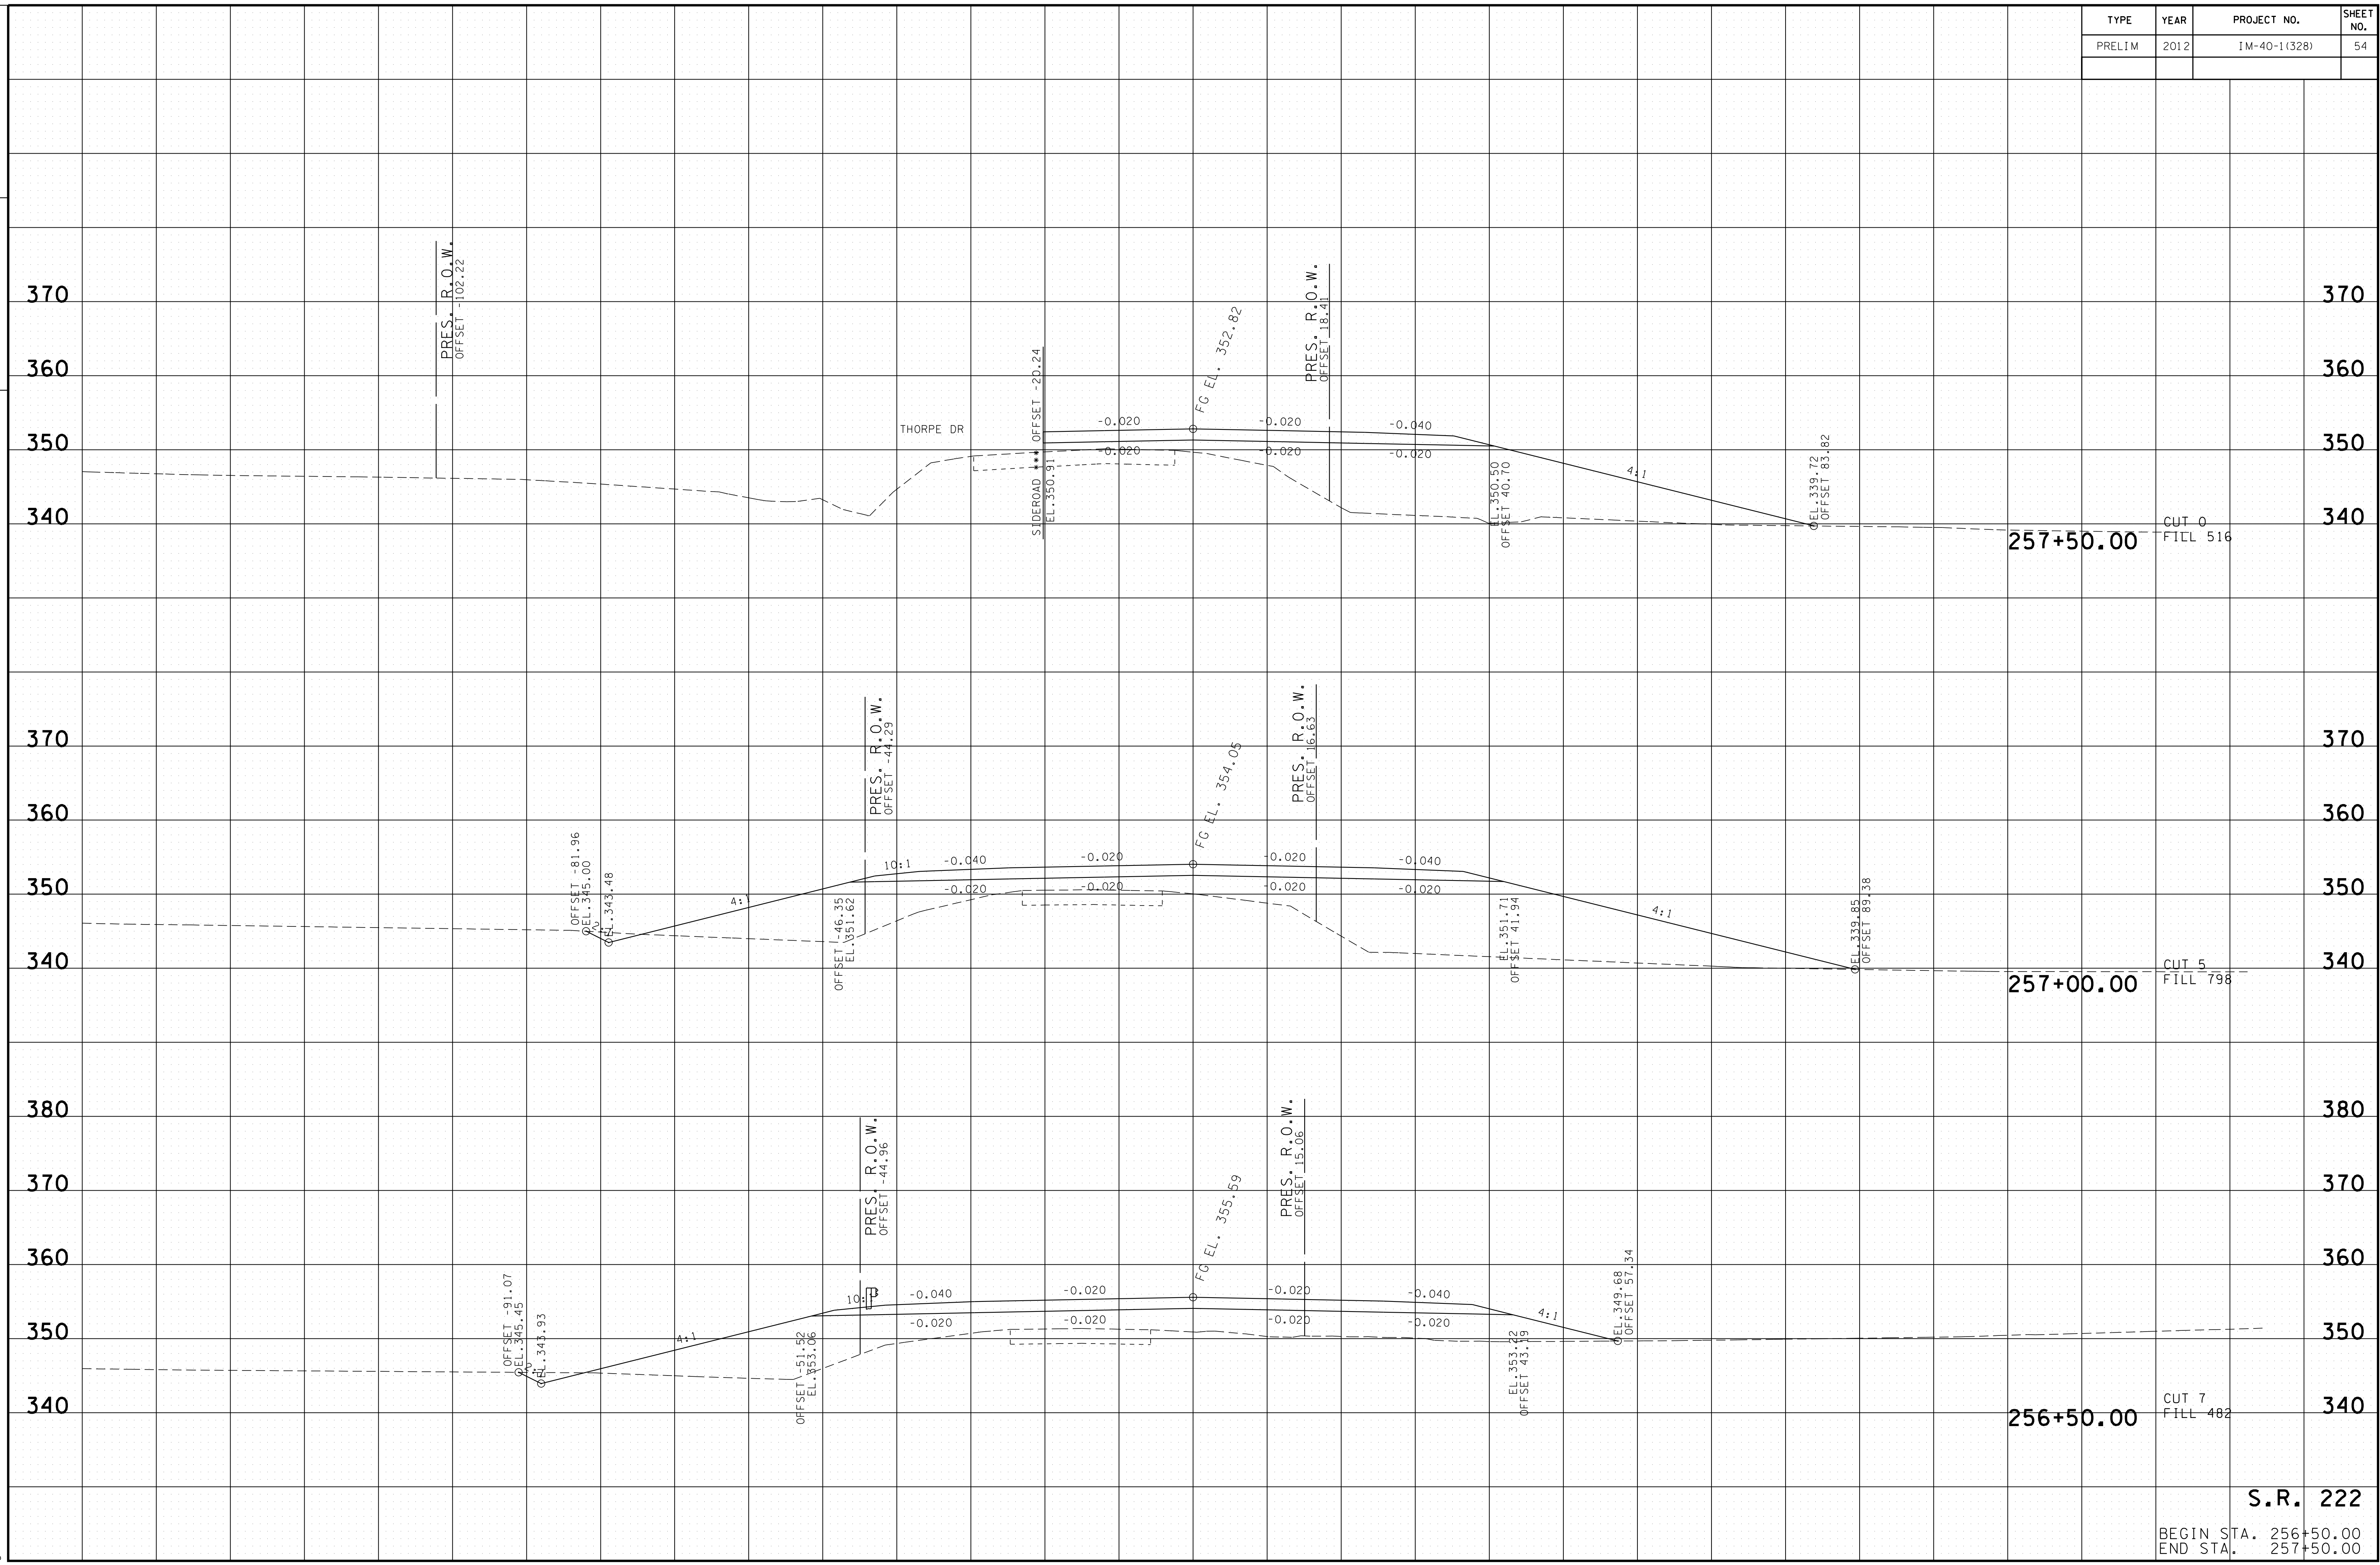 TYPE YEAR PROJECT NO. SHEET NO.
PRELIM 2012 IM-40-1(328) 54
PRES. R.O.W.
OFFSET -102.22
370 370
360 360
350 350
340 340
THORPE DR
SIDEROAD *** OFFSET -20.24
EL.350.91
FG EL. 352.82
PRES. R.O.W.
OFFSET 18.41
-0.020 -0.020 -0.040
-0.020 -0.020 -0.020
EL.350.50
OFFSET 40.70
4:1
EL.339.72
OFFSET 83.82
257+50.00
CUT 0
FILL 516
370 370
360 360
350 350
340 340
OFFSET -81.96
EL.345.00
2:
EL.343.48
4:1
OFFSET -46.35
EL.351.62
PRES. R.O.W.
OFFSET -44.29
10:1 -0.040 -0.020 -0.020 -0.040
-0.020 -0.020 -0.020 -0.020
FG EL. 354.05
PRES. R.O.W.
OFFSET 16.63
EL.351.71
OFFSET 41.94
4:1
EL.339.85
OFFSET 89.38
257+00.00
CUT 5
FILL 798
380 380
370 370
360 360
350 350
340 340
OFFSET -91.07
EL.345.45
EL.343.93
4:1
OFFSET -51.52
EL.353.06
PRES. R.O.W.
OFFSET -44.96
10:1 -0.040 -0.020 -0.020 -0.040
-0.020 -0.020 -0.020 -0.020
FG EL. 355.59
PRES. R.O.W.
OFFSET 15.06
EL.353.22
OFFSET 43.19
4:1
EL.349.68
OFFSET 57.34
256+50.00
CUT 7
FILL 482
S.R. 222
BEGIN STA. 256+50.00
END STA. 257+50.00